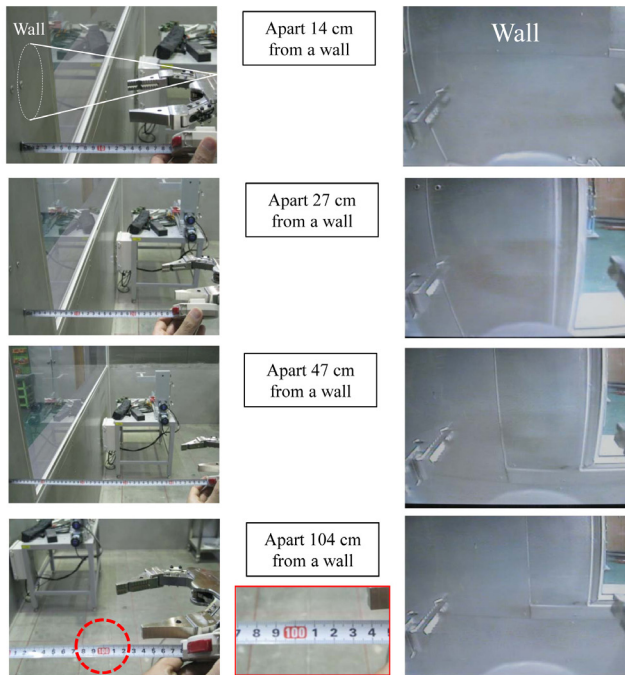 Wall
Apart 14 cm
from a wall
Wall
Apart 27 cm
from a wall
Apart 47 cm
from a wall
Apart 104 cm
from a wall
7 8 9 100 1 2 3 4